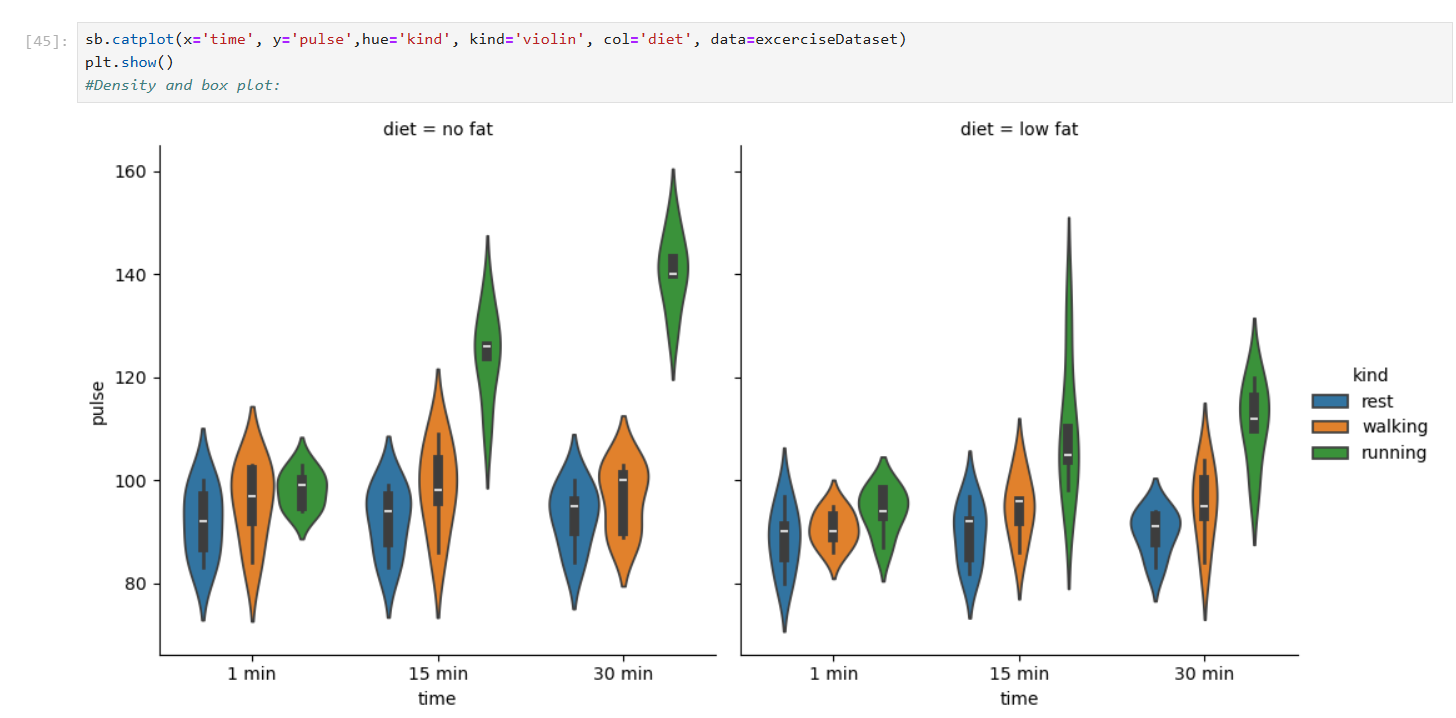 [45]: sb.catplot(x='time', y='pulse',hue='kind', kind='violin', col='diet', data=excerciseDataset)
plt.show()
#Density and box plot:
diet = no fat
diet = low fat
160
140
120
100
80
pulse
1 min
15 min
30 min
time
1 min
15 min
30 min
time
kind
rest
walking
running